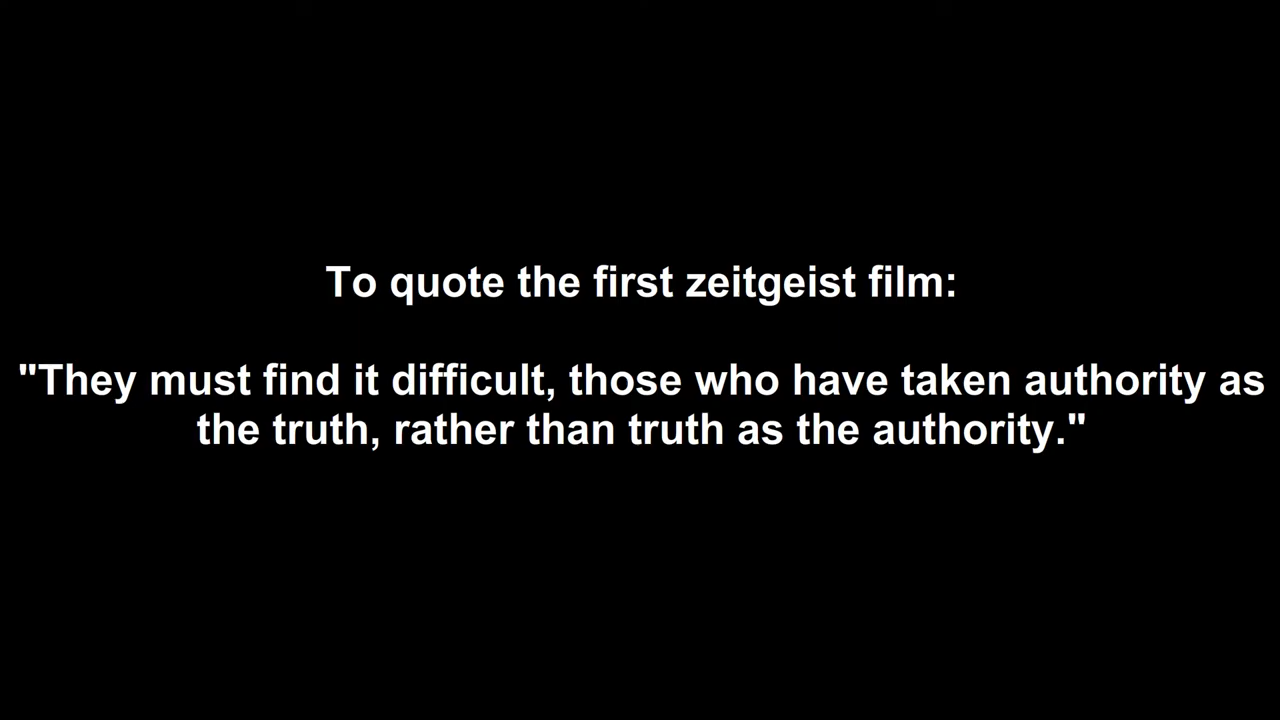 To quote the first zeitgeist film:
"They must find it difficult, those who have taken authority as
the truth, rather than truth as the authority."